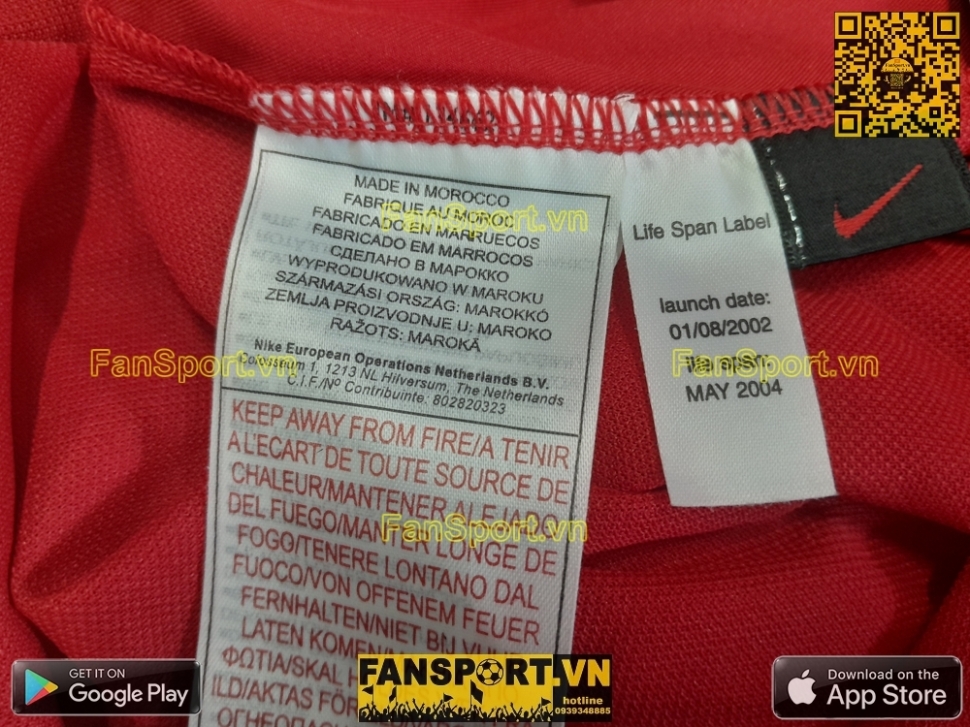 MADE IN MOROCCO
FABRIQUE AU MAROC
FABRICADO EN MARRUECOS
FABRICADO EM MARROCOS
СДЕЛАНО В МАРОККО
WYPRODUKOWANO W MAROKU
SZÁRMAZÁSI ORSZÁG: MAROKKÓ
ZEMLJA PROIZVODNJE U: MAROKO
RAŽOTS: MAROKĀ
Nike European Operations Netherlands B.V.
Colosseum 1, 1213 NL Hilversum, The Netherlands
C.I.F./Nº Contribuinte: 802820323
KEEP AWAY FROM FIRE/A TENIR
A L'ECART DE TOUTE SOURCE DE
CHALEUR/MANTENER ALEJADO
DEL FUEGO/MANTER LONGE DE
FOGO/TENERE LONTANO DAL
FUOCO/VON OFFENEM FEUER
FERNHALTEN/NIET BIJ VUUR
LATEN KOMEN/
ΦΩΤΙΑ/SKAL
ILD/AKTAS FÖR
Life Span Label
launch date:
01/08/2002
MAY 2004
FanSport.vn
FanSport.vn
FanSport.vn
FanSport.vn
GET IT ON
Google Play
FANSPORT.VN
hotline
0939348885
Download on the
App Store